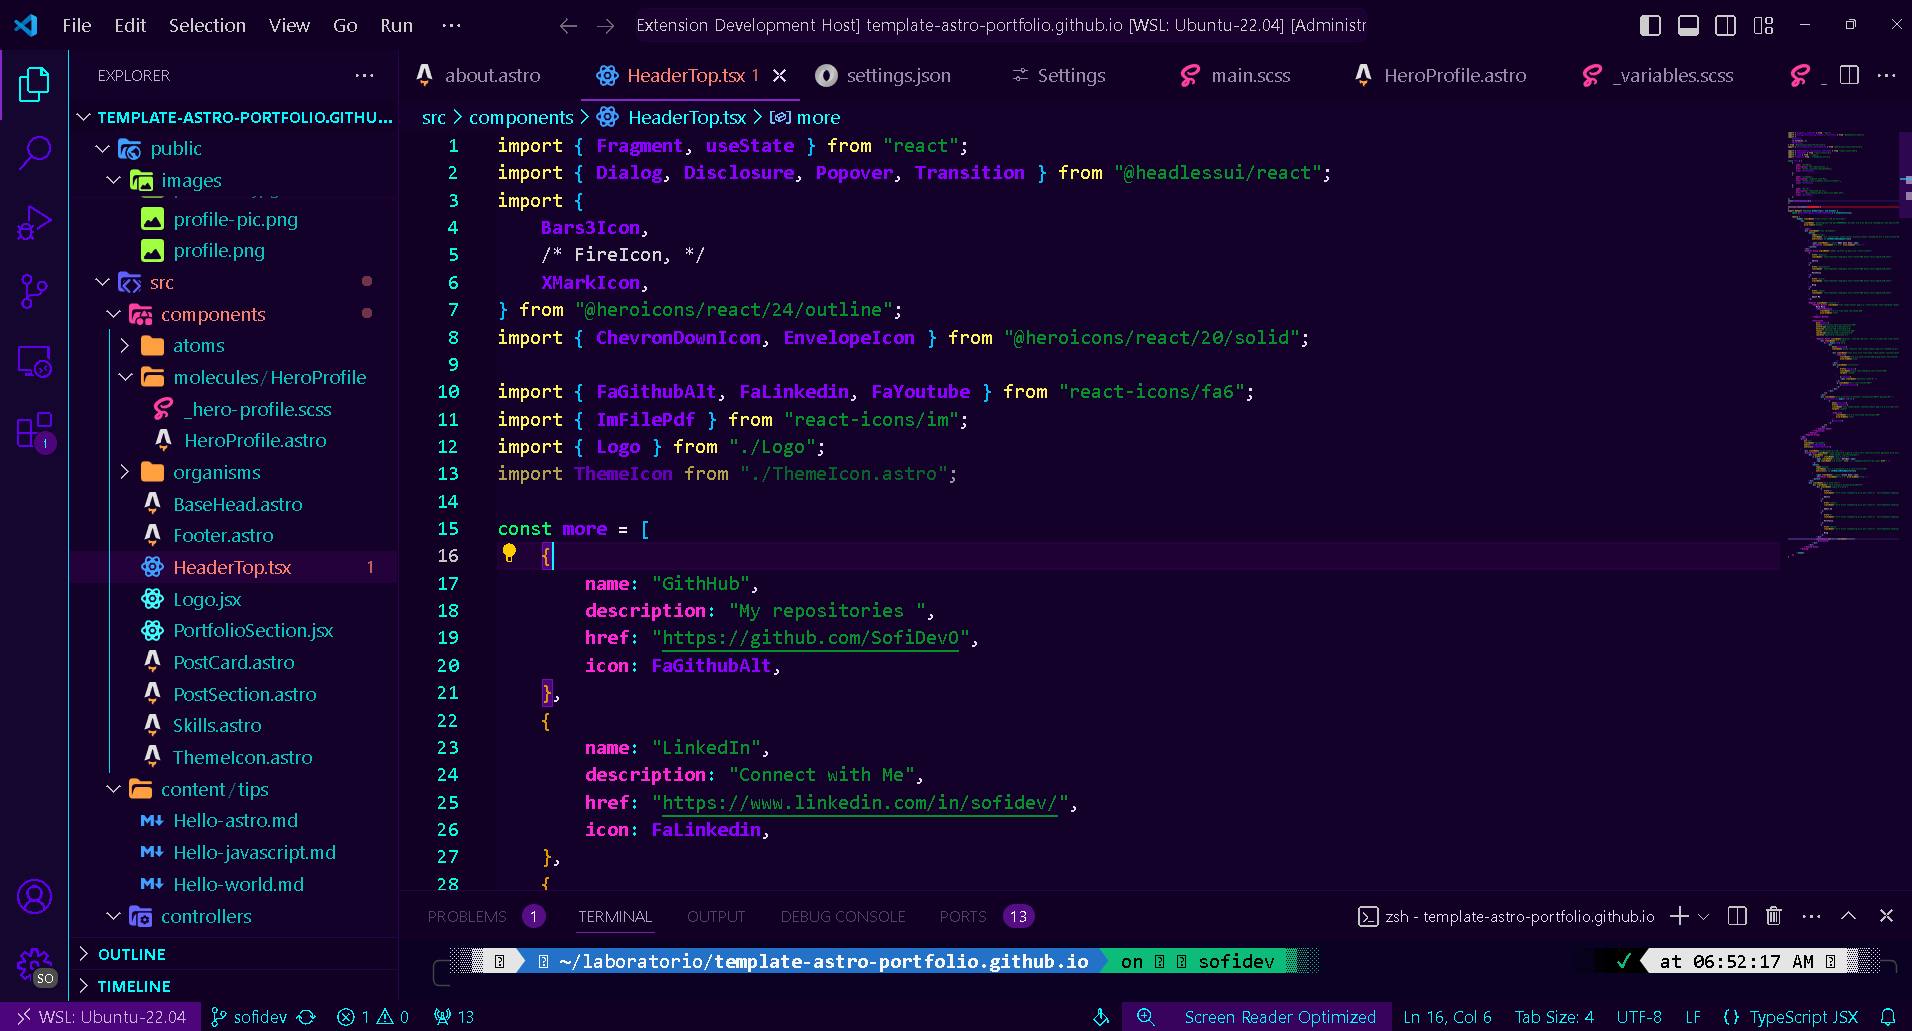 File Edit Selection View Go Run ··· Extension Development Host] template-astro-portfolio.github.io [WSL: Ubuntu-22.04] [Administr
EXPLORER
TEMPLATE-ASTRO-PORTFOLIO.GITHU...
public
images
profile-pic.png
profile.png
src
components
atoms
molecules/HeroProfile
_hero-profile.scss
HeroProfile.astro
organisms
BaseHead.astro
Footer.astro
HeaderTop.tsx 1
Logo.jsx
PortfolioSection.jsx
PostCard.astro
PostSection.astro
Skills.astro
ThemeIcon.astro
content/tips
Hello-astro.md
Hello-javascript.md
Hello-world.md
controllers
OUTLINE
TIMELINE
1
SO
about.astro HeaderTop.tsx 1 settings.json Settings main.scss HeroProfile.astro _variables.scss _
src > components > HeaderTop.tsx > more
1 import { Fragment, useState } from "react";
2 import { Dialog, Disclosure, Popover, Transition } from "@headlessui/react";
3 import {
4 Bars3Icon,
5 /* FireIcon, */
6 XMarkIcon,
7 } from "@heroicons/react/24/outline";
8 import { ChevronDownIcon, EnvelopeIcon } from "@heroicons/react/20/solid";
9
10 import { FaGithubAlt, FaLinkedin, FaYoutube } from "react-icons/fa6";
11 import { ImFilePdf } from "react-icons/im";
12 import { Logo } from "./Logo";
13 import ThemeIcon from "./ThemeIcon.astro";
14
15 const more = [
16 {
17 name: "GithHub",
18 description: "My repositories ",
19 href: "https://github.com/SofiDevO",
20 icon: FaGithubAlt,
21 },
22 {
23 name: "LinkedIn",
24 description: "Connect with Me",
25 href: "https://www.linkedin.com/in/sofidev/",
26 icon: FaLinkedin,
27 },
28 {
PROBLEMS 1 TERMINAL OUTPUT DEBUG CONSOLE PORTS 13 zsh - template-astro-portfolio.github.io
~/laboratorio/template-astro-portfolio.github.io on sofidev ✓ at 06:52:17 AM
WSL: Ubuntu-22.04 sofidev 1 0 13 Screen Reader Optimized Ln 16, Col 6 Tab Size: 4 UTF-8 LF {} TypeScript JSX